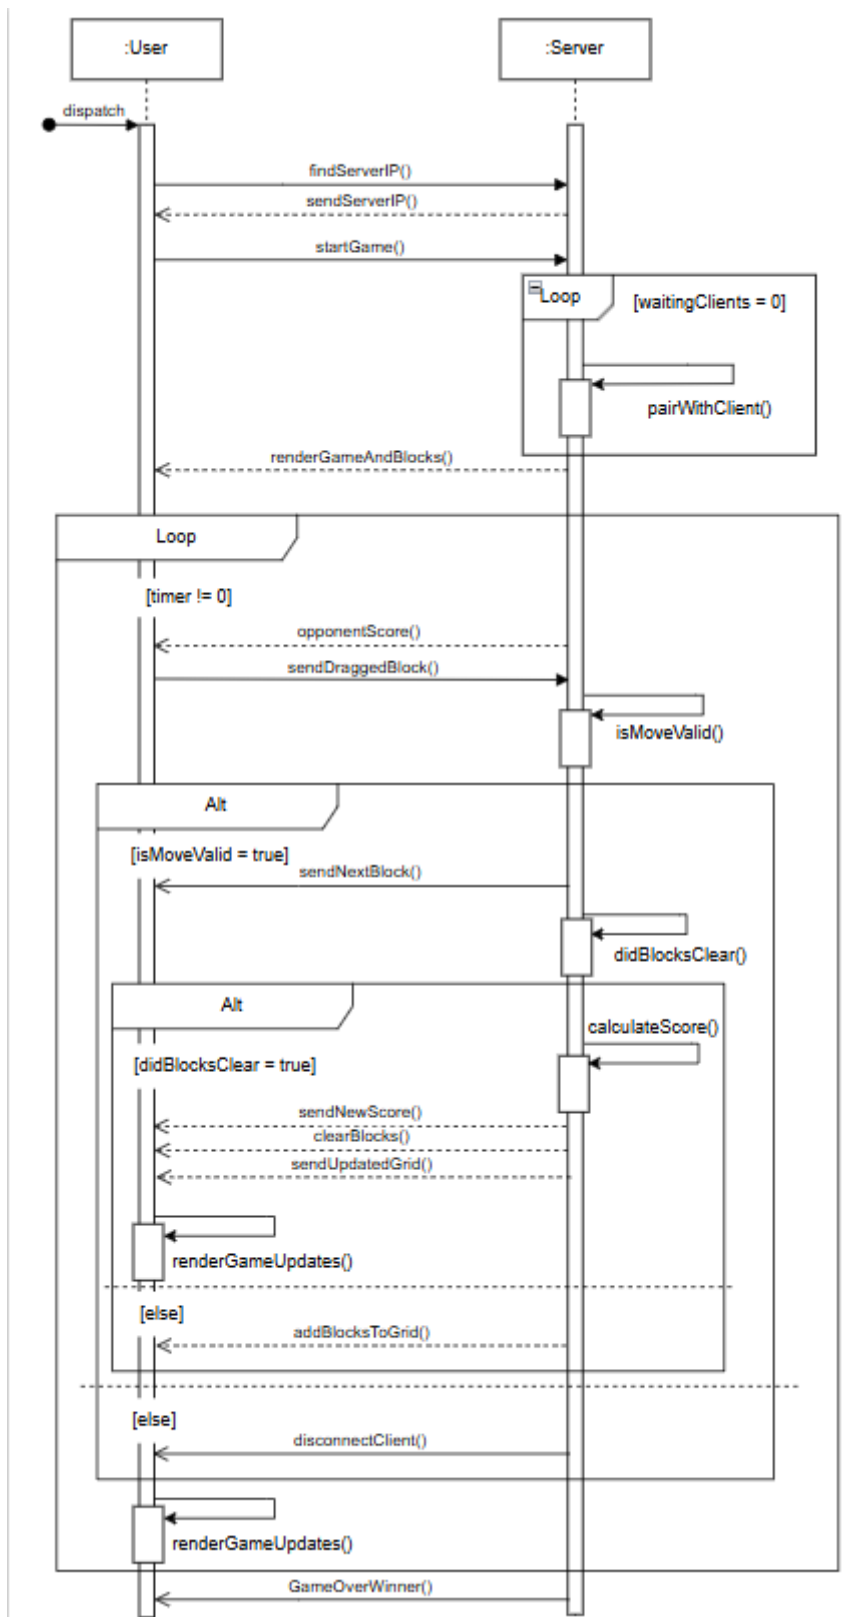 :User
:Server
dispatch
findServerIP()
sendServerIP()
startGame()
Loop
[waitingClients = 0]
pairWithClient()
renderGameAndBlocks()
Loop
[timer != 0]
opponentScore()
sendDraggedBlock()
isMoveValid()
Alt
[isMoveValid = true]
sendNextBlock()
didBlocksClear()
Alt
calculateScore()
[didBlocksClear = true]
sendNewScore()
clearBlocks()
sendUpdatedGrid()
renderGameUpdates()
[else]
addBlocksToGrid()
[else]
disconnectClient()
renderGameUpdates()
GameOverWinner()